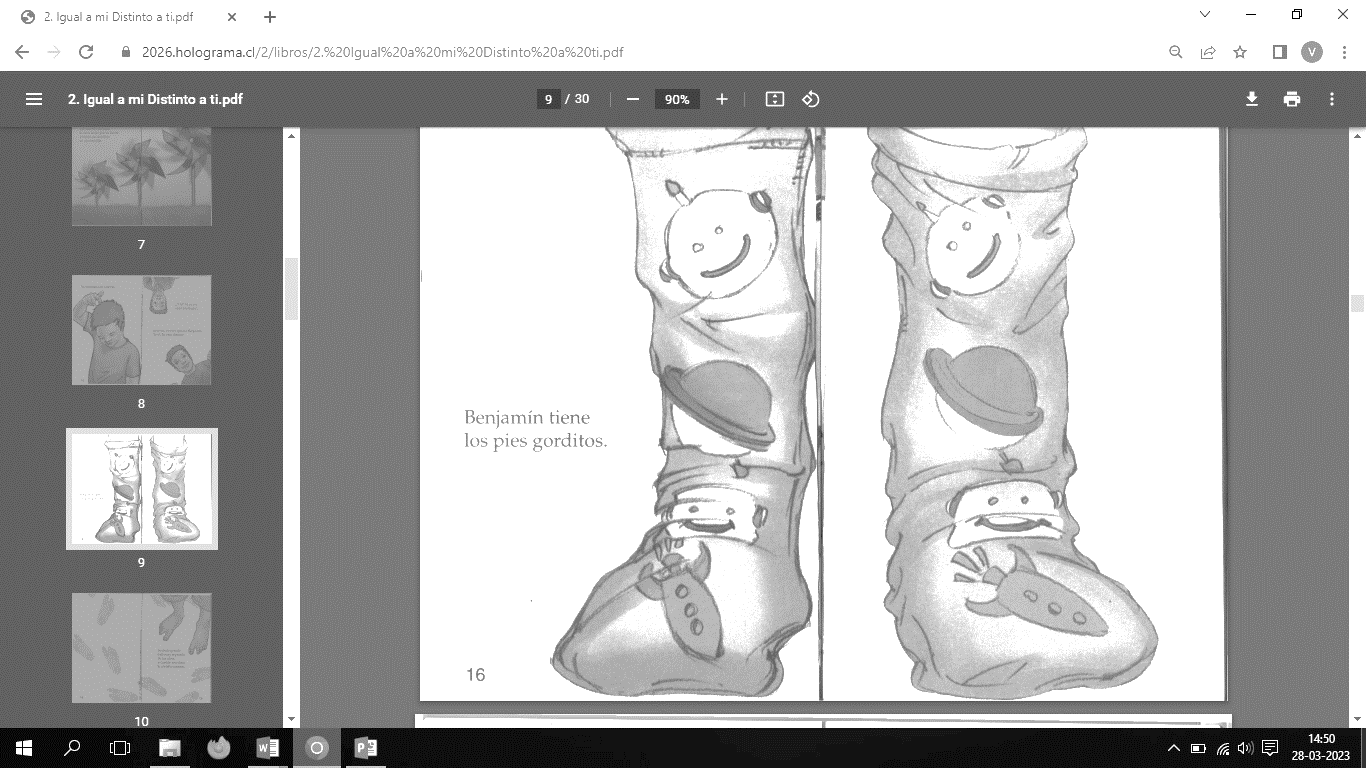 2. Igual a mi Distinto a ti.pdf
2026.hologramа.cl/2/libros/2.%20Igual%20a%20mi%20Distinto%20a%20ti.pdf
V
2. Igual a mi Distinto a ti.pdf
9 / 30
90%
7
8
9
10
Benjamín tiene
los pies gorditos.
16
14:50
28-03-2023